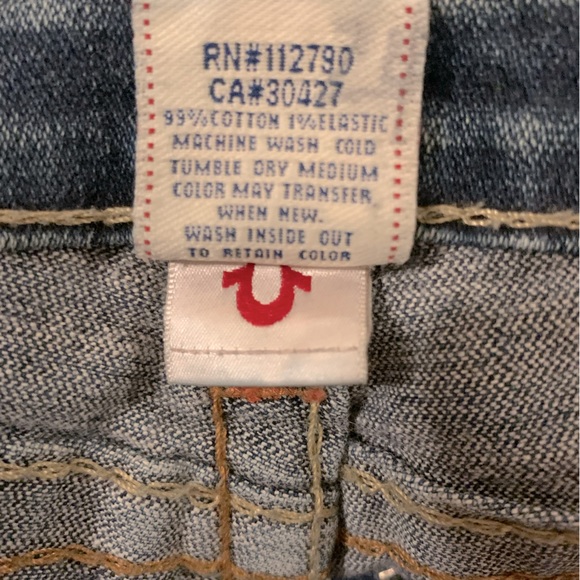 RN#112790
CA#30427
99%COTTON 1%ELASTIC
MACHINE WASH COLD
TUMBLE DRY MEDIUM
COLOR MAY TRANSFER
WHEN NEW.
WASH INSIDE OUT
TO RETAIN COLOR